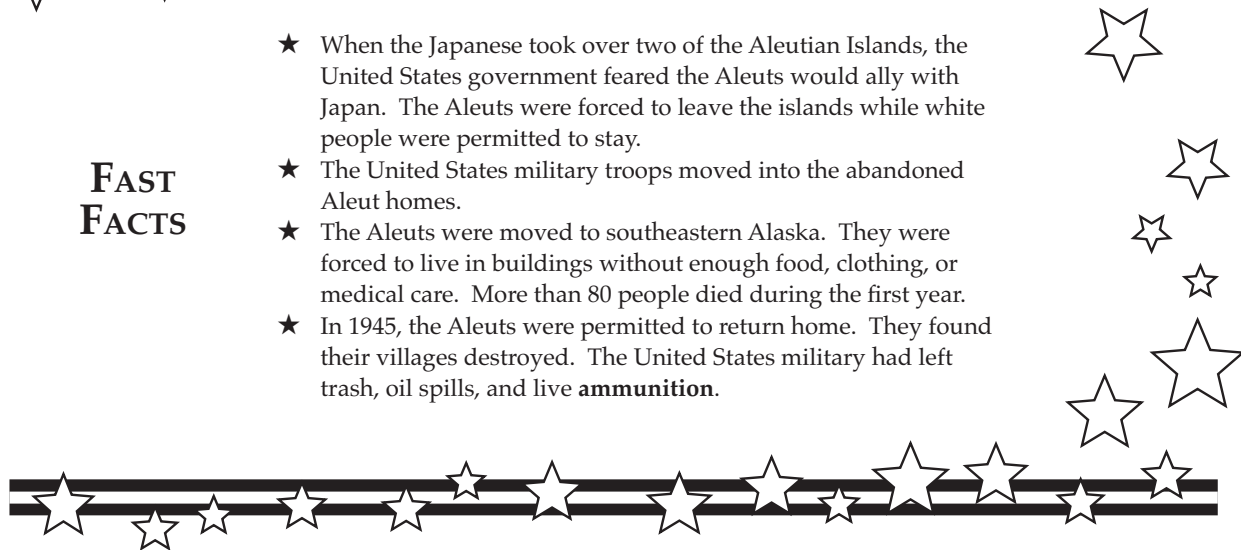 FAST
FACTS
★ When the Japanese took over two of the Aleutian Islands, the
United States government feared the Aleuts would ally with
Japan. The Aleuts were forced to leave the islands while white
people were permitted to stay.
★ The United States military troops moved into the abandoned
Aleut homes.
★ The Aleuts were moved to southeastern Alaska. They were
forced to live in buildings without enough food, clothing, or
medical care. More than 80 people died during the first year.
★ In 1945, the Aleuts were permitted to return home. They found
their villages destroyed. The United States military had left
trash, oil spills, and live ammunition.